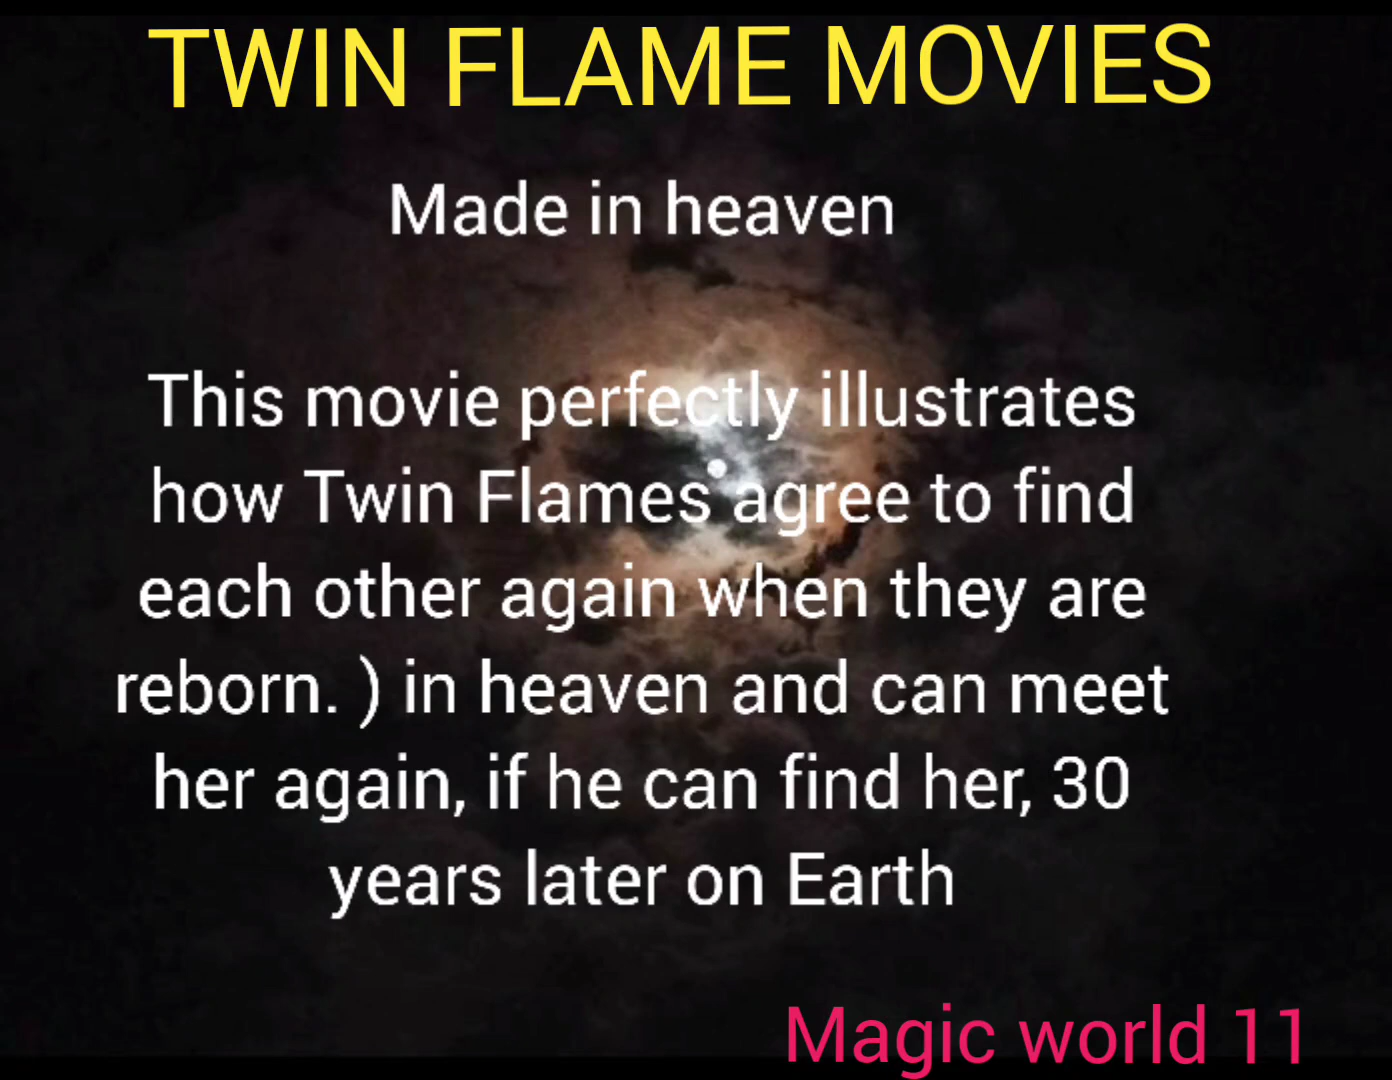 TWIN FLAME MOVIES
Made in heaven
This movie perfectly illustrates
how Twin Flames agree to find
each other again when they are
reborn. ) in heaven and can meet
her again, if he can find her, 30
years later on Earth
Magic world 11